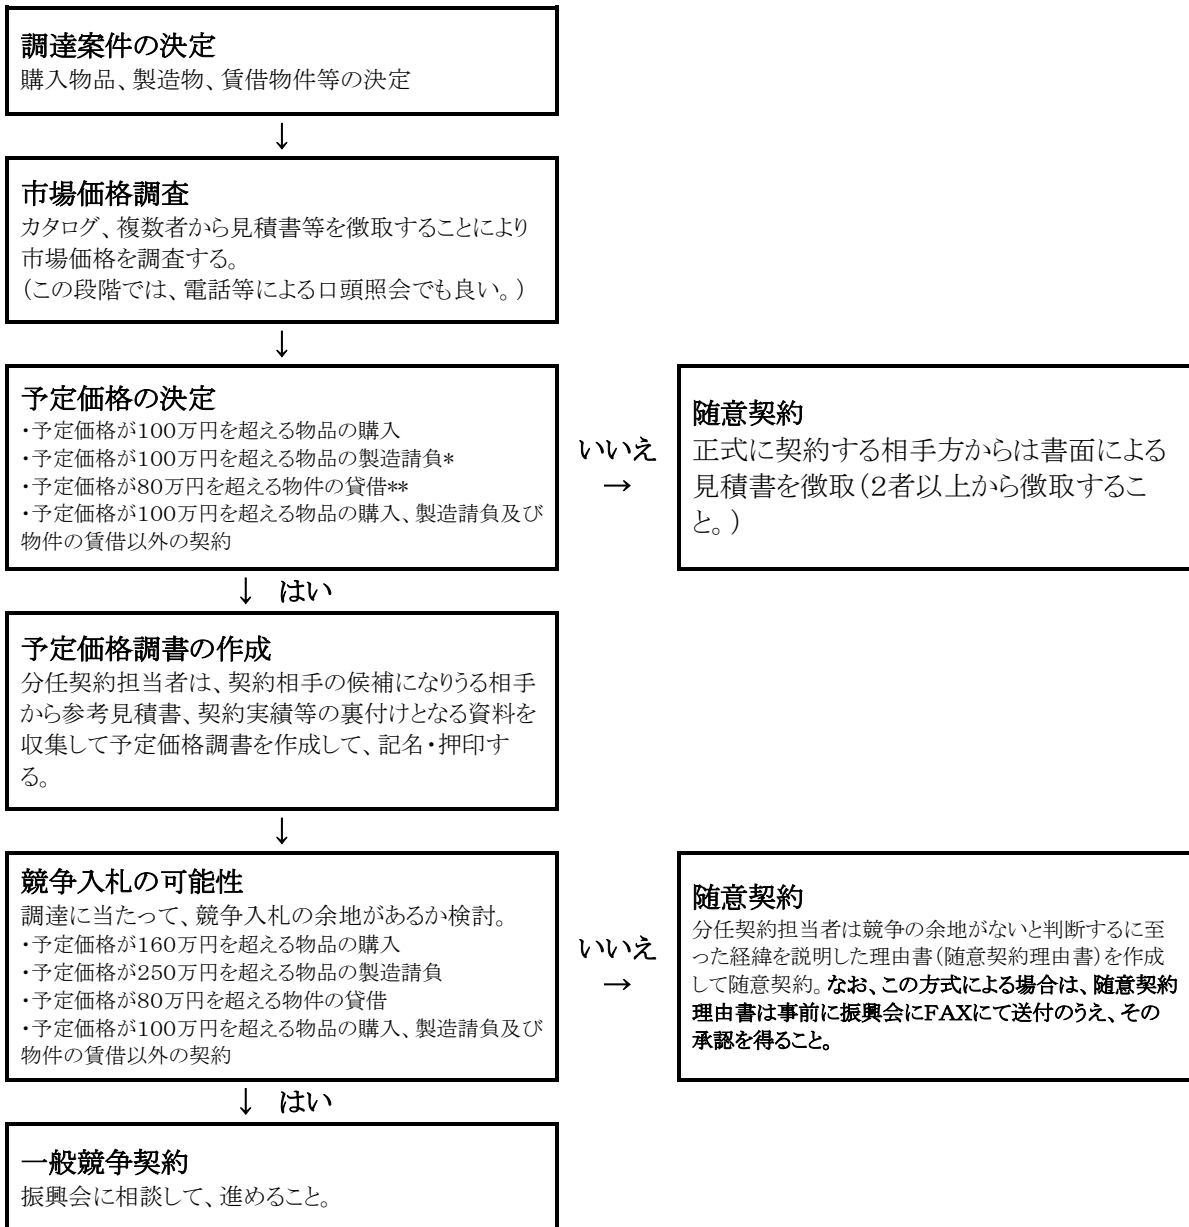 調達案件の決定
購入物品、製造物、賃借物件等の決定
↓
市場価格調査
カタログ、複数者から見積書等を徴取することにより
市場価格を調査する。
(この段階では、電話等による口頭照会でも良い。)
↓
予定価格の決定
・予定価格が100万円を超える物品の購入
・予定価格が100万円を超える物品の製造請負*
・予定価格が80万円を超える物件の貸借**
・予定価格が100万円を超える物品の購入、製造請負及び
物件の賃借以外の契約
いいえ
→
随意契約
正式に契約する相手方からは書面による
見積書を徴取(2者以上から徴取するこ
と。)
↓ はい
予定価格調書の作成
分任契約担当者は、契約相手の候補になりうる相手
から参考見積書、契約実績等の裏付けとなる資料を
収集して予定価格調書を作成して、記名・押印す
る。
↓
競争入札の可能性
調達に当たって、競争入札の余地があるか検討。
・予定価格が160万円を超える物品の購入
・予定価格が250万円を超える物品の製造請負
・予定価格が80万円を超える物件の貸借
・予定価格が100万円を超える物品の購入、製造請負及び
物件の賃借以外の契約
いいえ
→
随意契約
分任契約担当者は競争の余地がないと判断するに至
った経緯を説明した理由書(随意契約理由書)を作成
して随意契約。なお、この方式による場合は、随意契約
理由書は事前に振興会にFAXにて送付のうえ、その
承認を得ること。
↓ はい
一般競争契約
振興会に相談して、進めること。